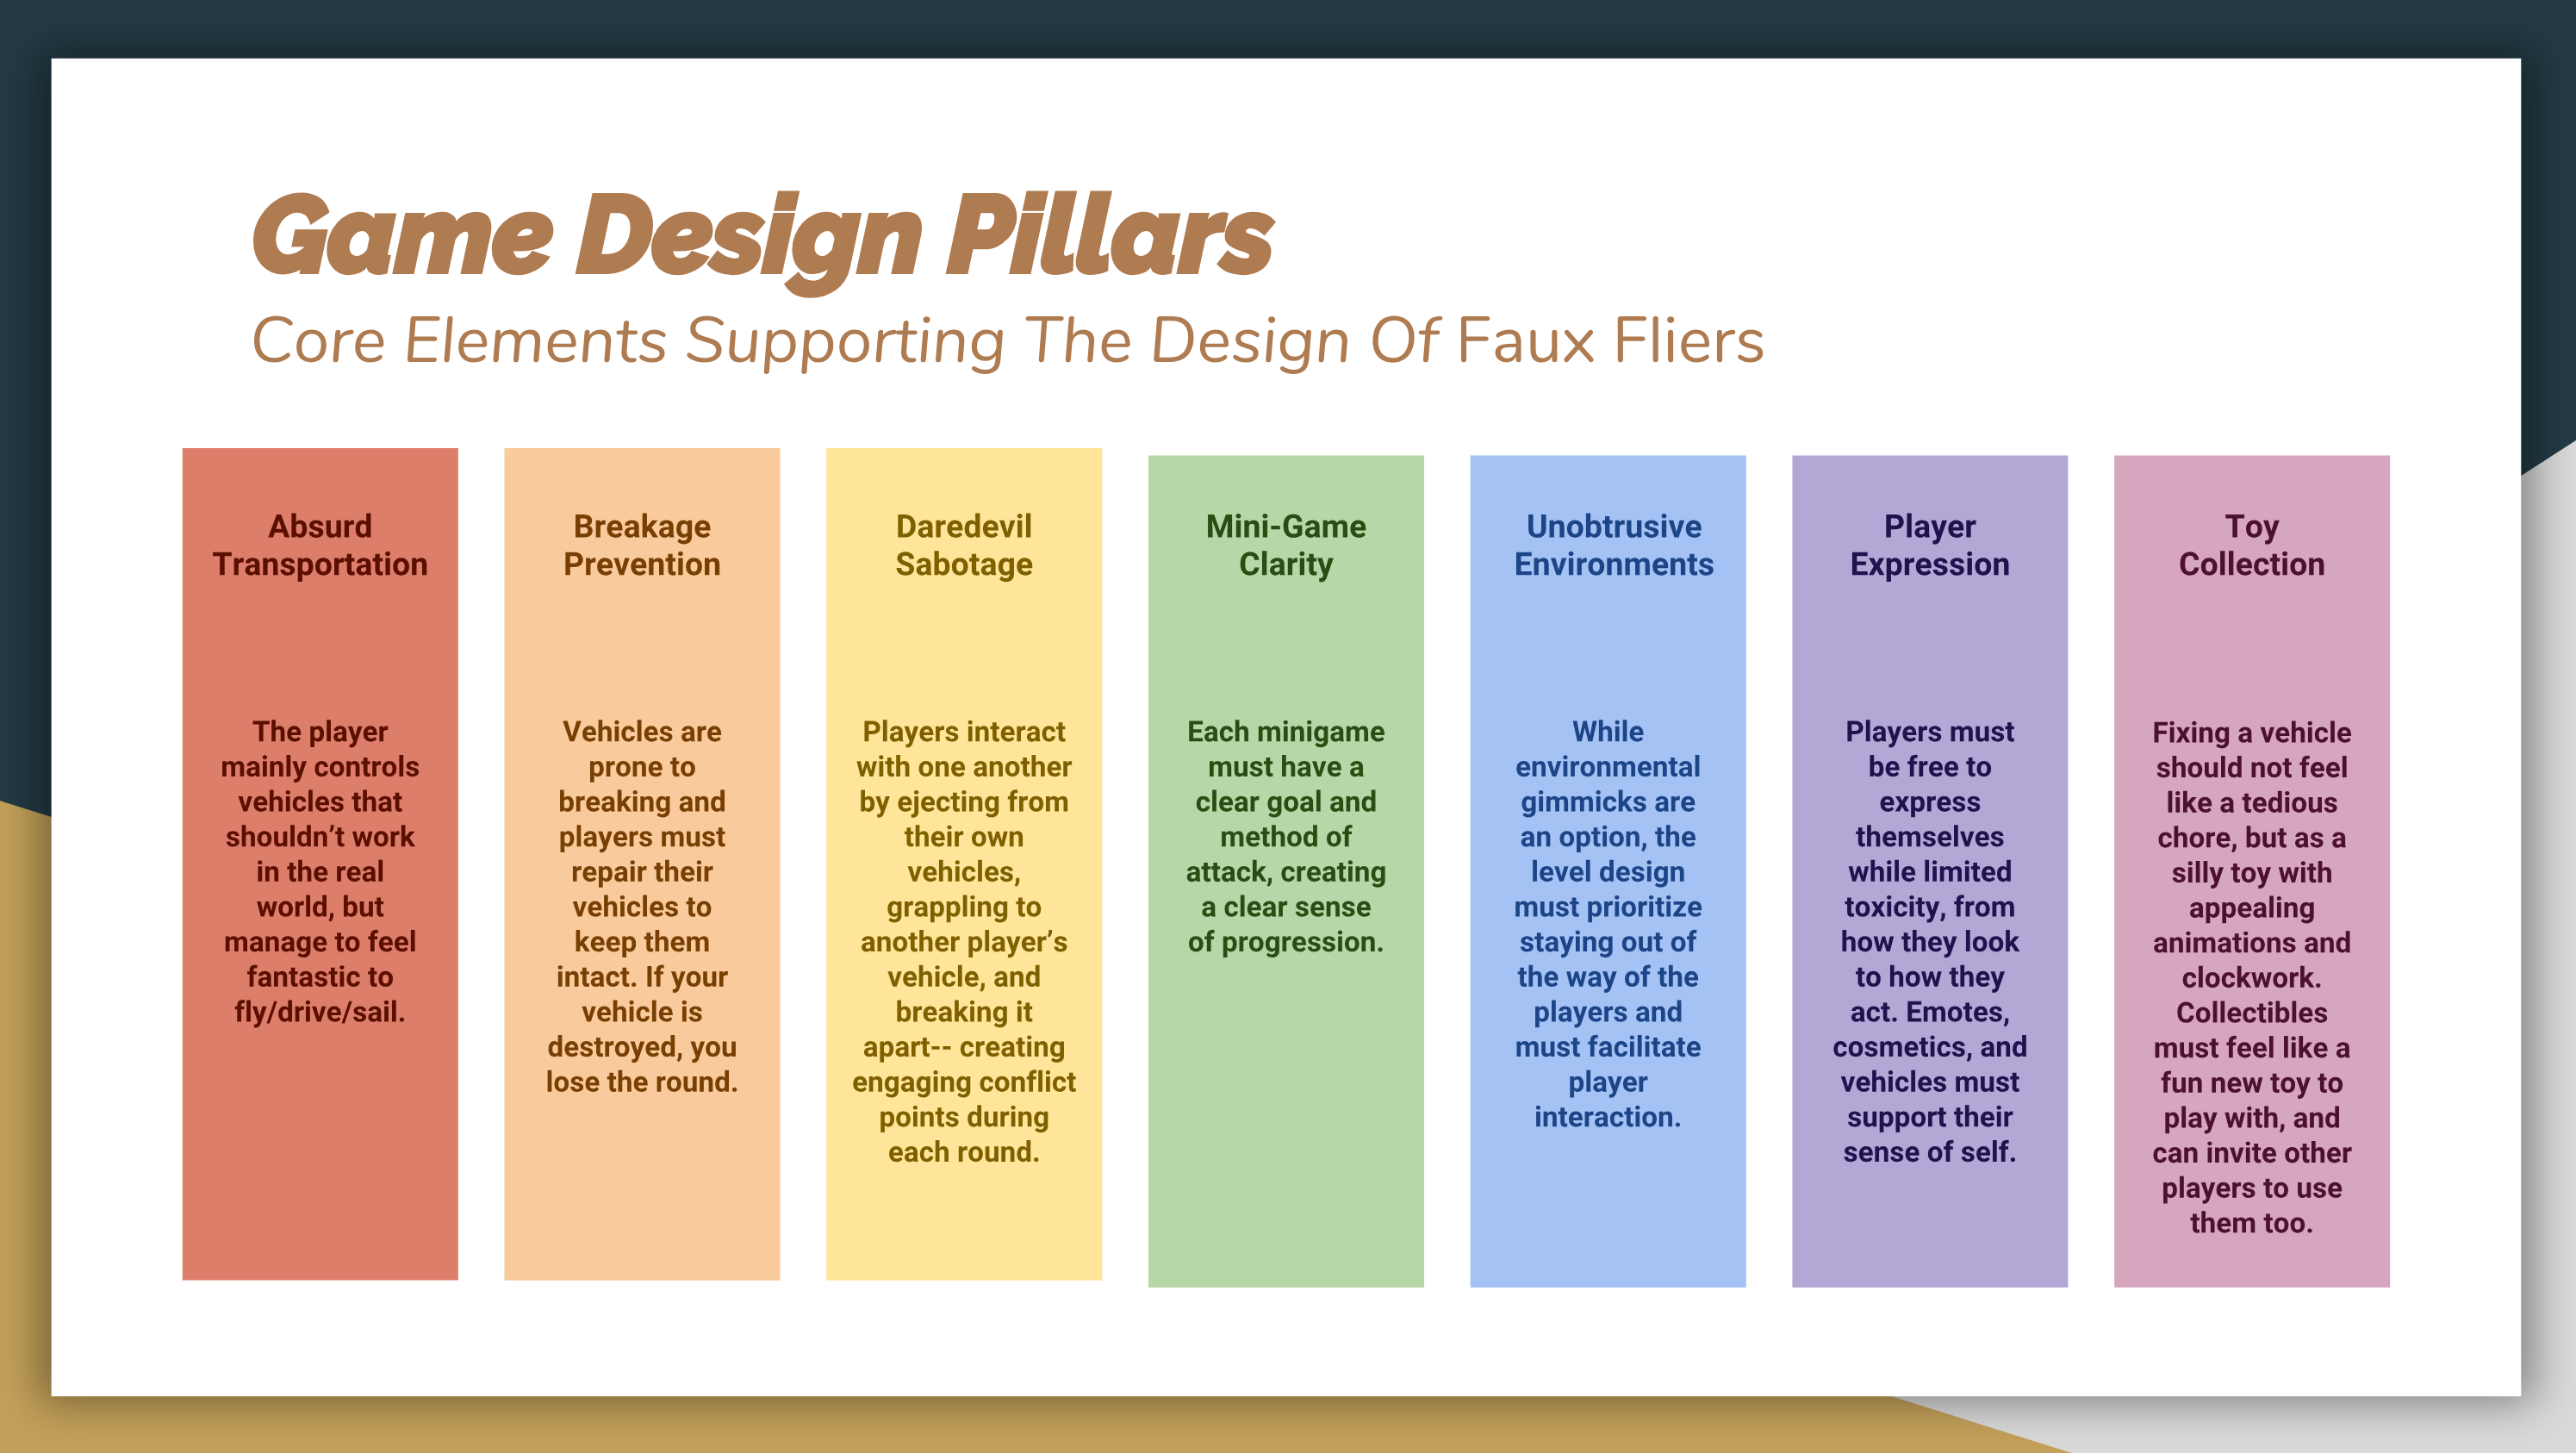 Game Design Pillars
Core Elements Supporting The Design Of Faux Fliers
Absurd
Transportation
The player
mainly controls
vehicles that
shouldn’t work
in the real
world, but
manage to feel
fantastic to
fly/drive/sail.
Breakage
Prevention
Vehicles are
prone to
breaking and
players must
repair their
vehicles to
keep them
intact. If your
vehicle is
destroyed, you
lose the round.
Daredevil
Sabotage
Players interact
with one another
by ejecting from
their own
vehicles,
grappling to
another player’s
vehicle, and
breaking it
apart-- creating
engaging conflict
points during
each round.
Mini-Game
Clarity
Each minigame
must have a
clear goal and
method of
attack, creating
a clear sense
of progression.
Unobtrusive
Environments
While
environmental
gimmicks are
an option, the
level design
must prioritize
staying out of
the way of the
players and
must facilitate
player
interaction.
Player
Expression
Players must
be free to
express
themselves
while limited
toxicity, from
how they look
to how they
act. Emotes,
cosmetics, and
vehicles must
support their
sense of self.
Toy
Collection
Fixing a vehicle
should not feel
like a tedious
chore, but as a
silly toy with
appealing
animations and
clockwork.
Collectibles
must feel like a
fun new toy to
play with, and
can invite other
players to use
them too.